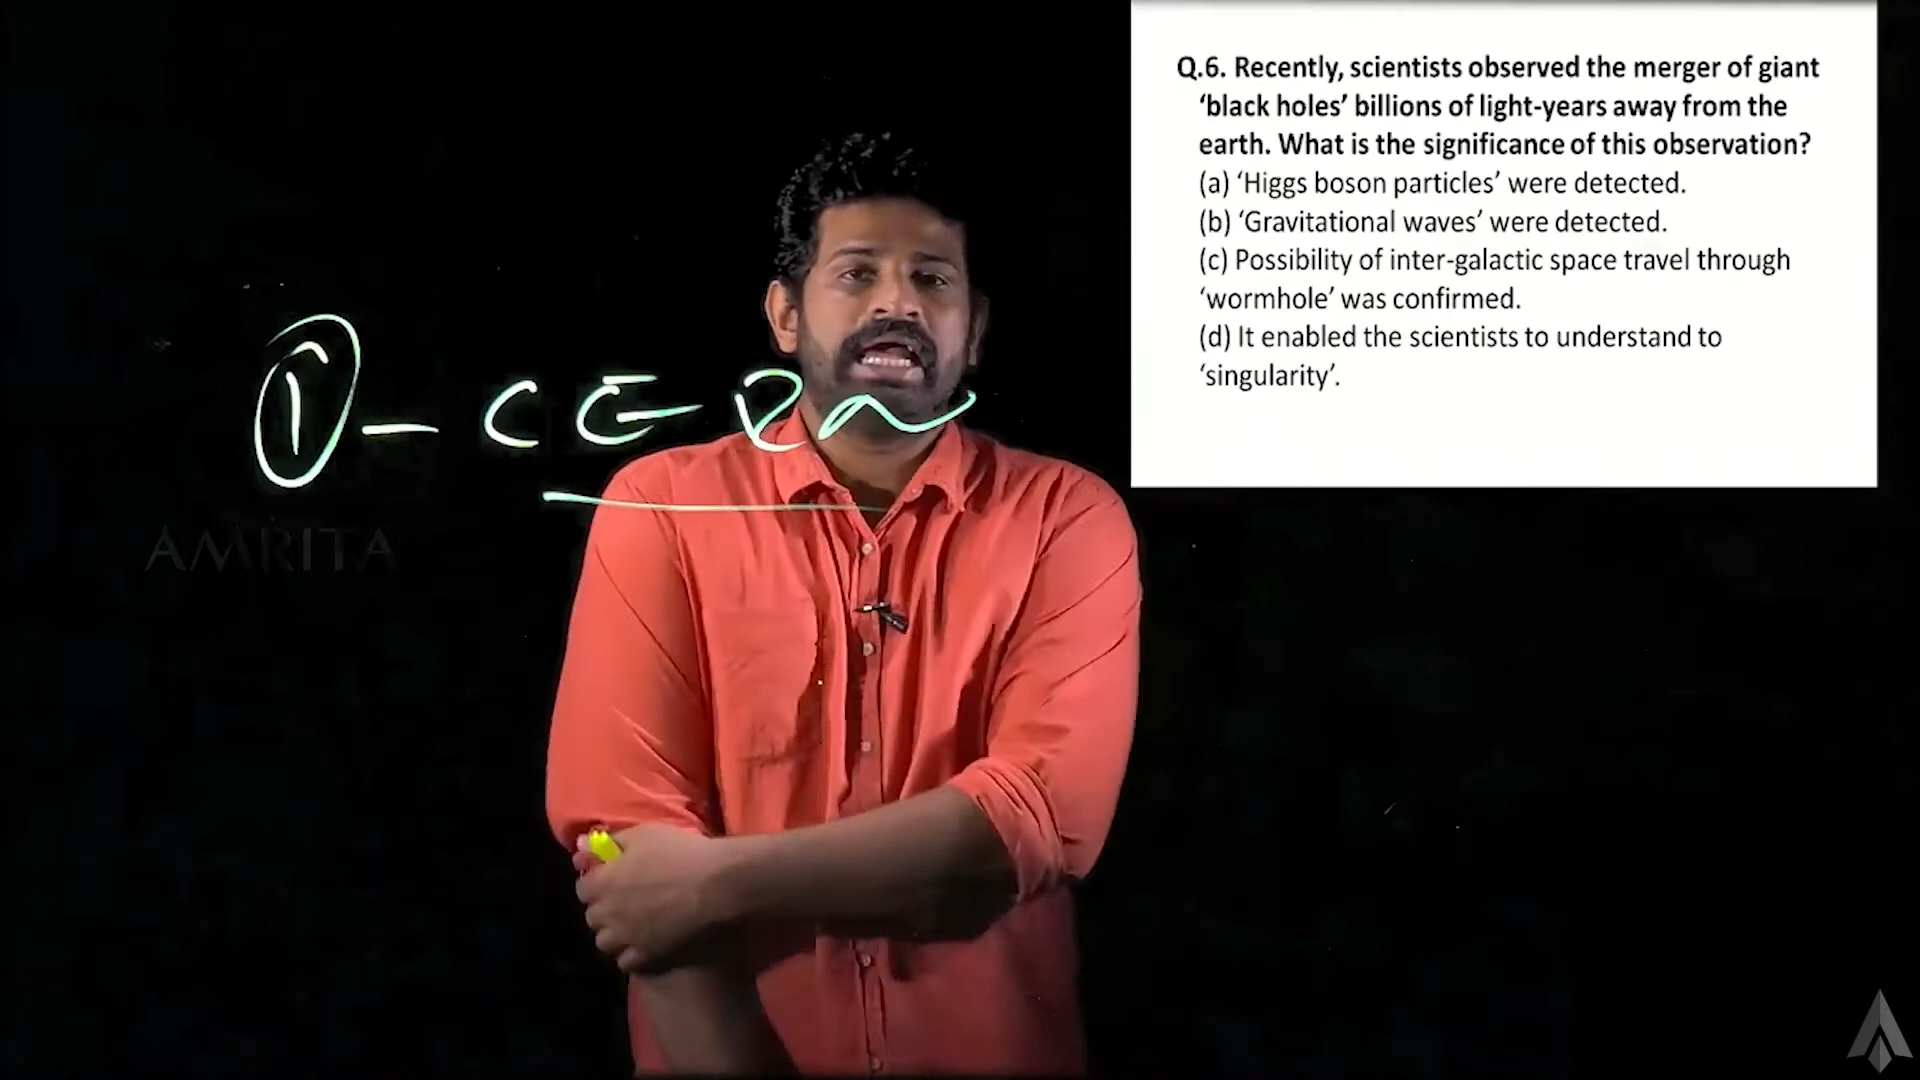 Q.6. Recently, scientists observed the merger of giant
‘black holes’ billions of light-years away from the
earth. What is the significance of this observation?
(a) ‘Higgs boson particles’ were detected.
(b) ‘Gravitational waves’ were detected.
(c) Possibility of inter-galactic space travel through
‘wormhole’ was confirmed.
(d) It enabled the scientists to understand to
‘singularity’.
1 - CERN
AMRITA